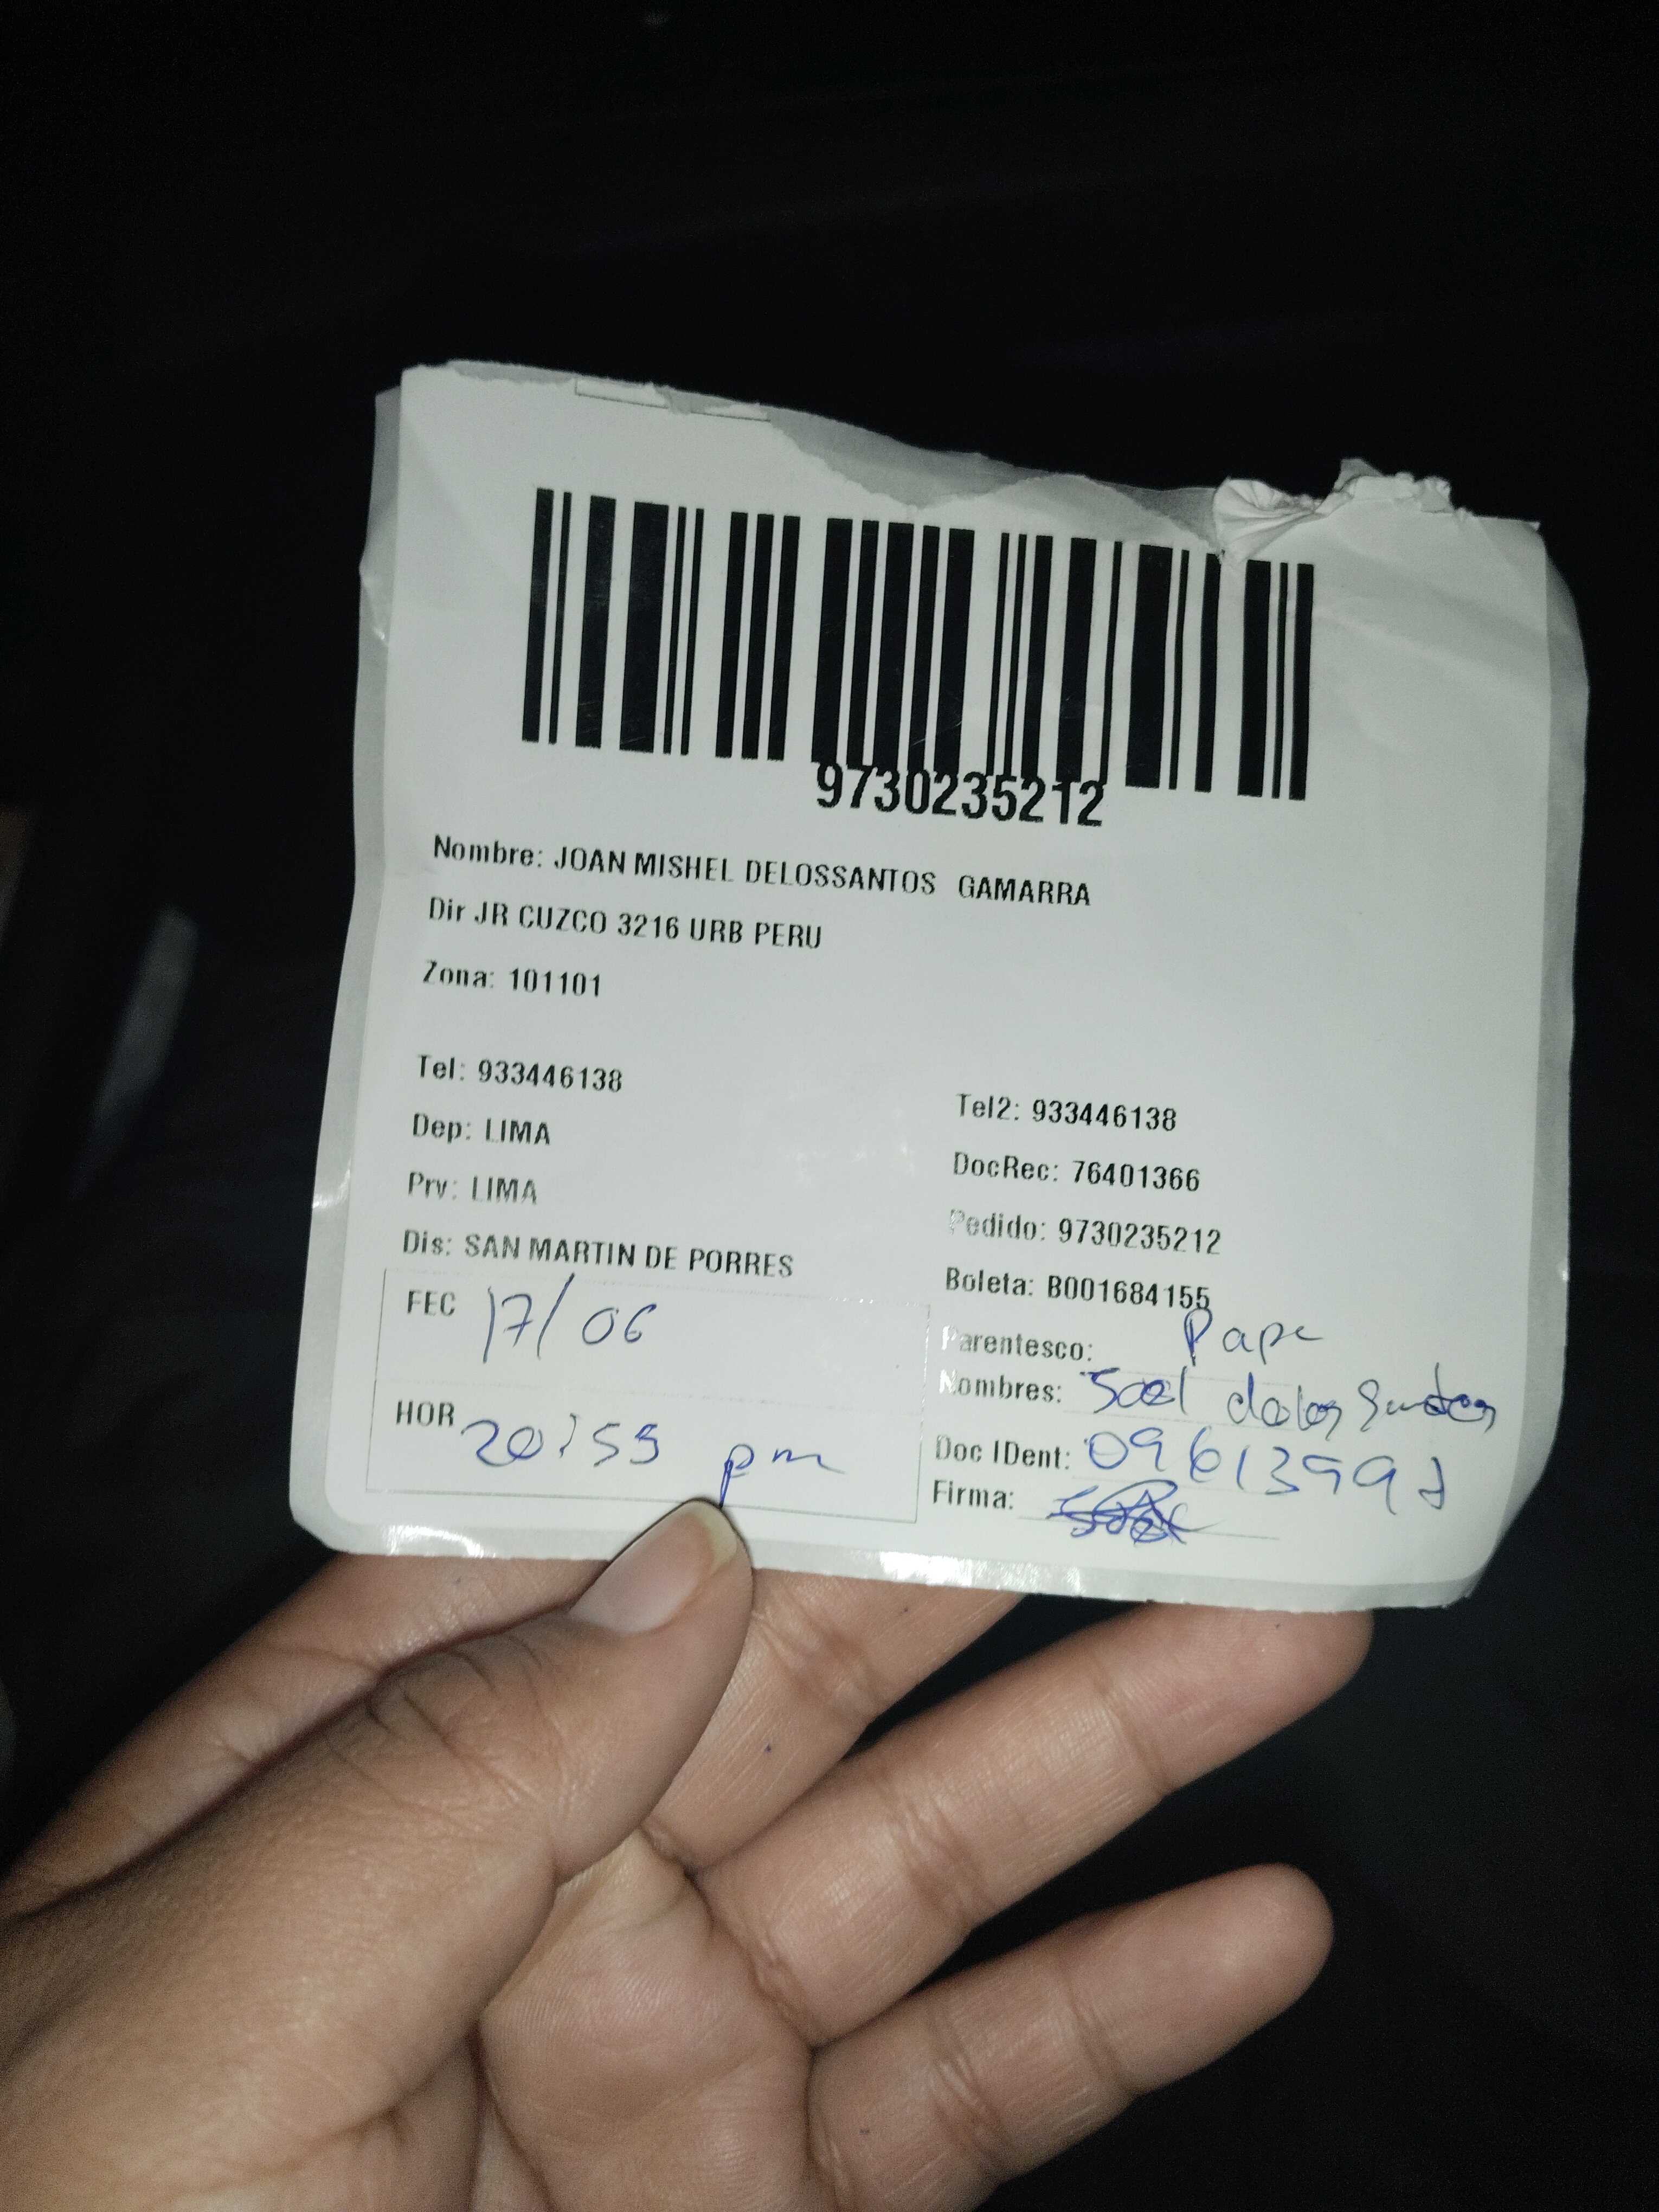 9730235212
Nombre: JOAN MISHEL DELOSSANTOS GAMARRA
Dir JR CUZCO 3216 URB PERU
Zona: 101101
Tel: 933446138
Tel2: 933446138
Dep: LIMA
DocRec: 76401366
Prv: LIMA
Pedido: 9730235212
Dis: SAN MARTIN DE PORRES
Boleta: B001684155
FEC 17/06
Parentesco: Papa
Nombres: delos Santos
HOR 20:55 pm
Doc IDent:
Firma: